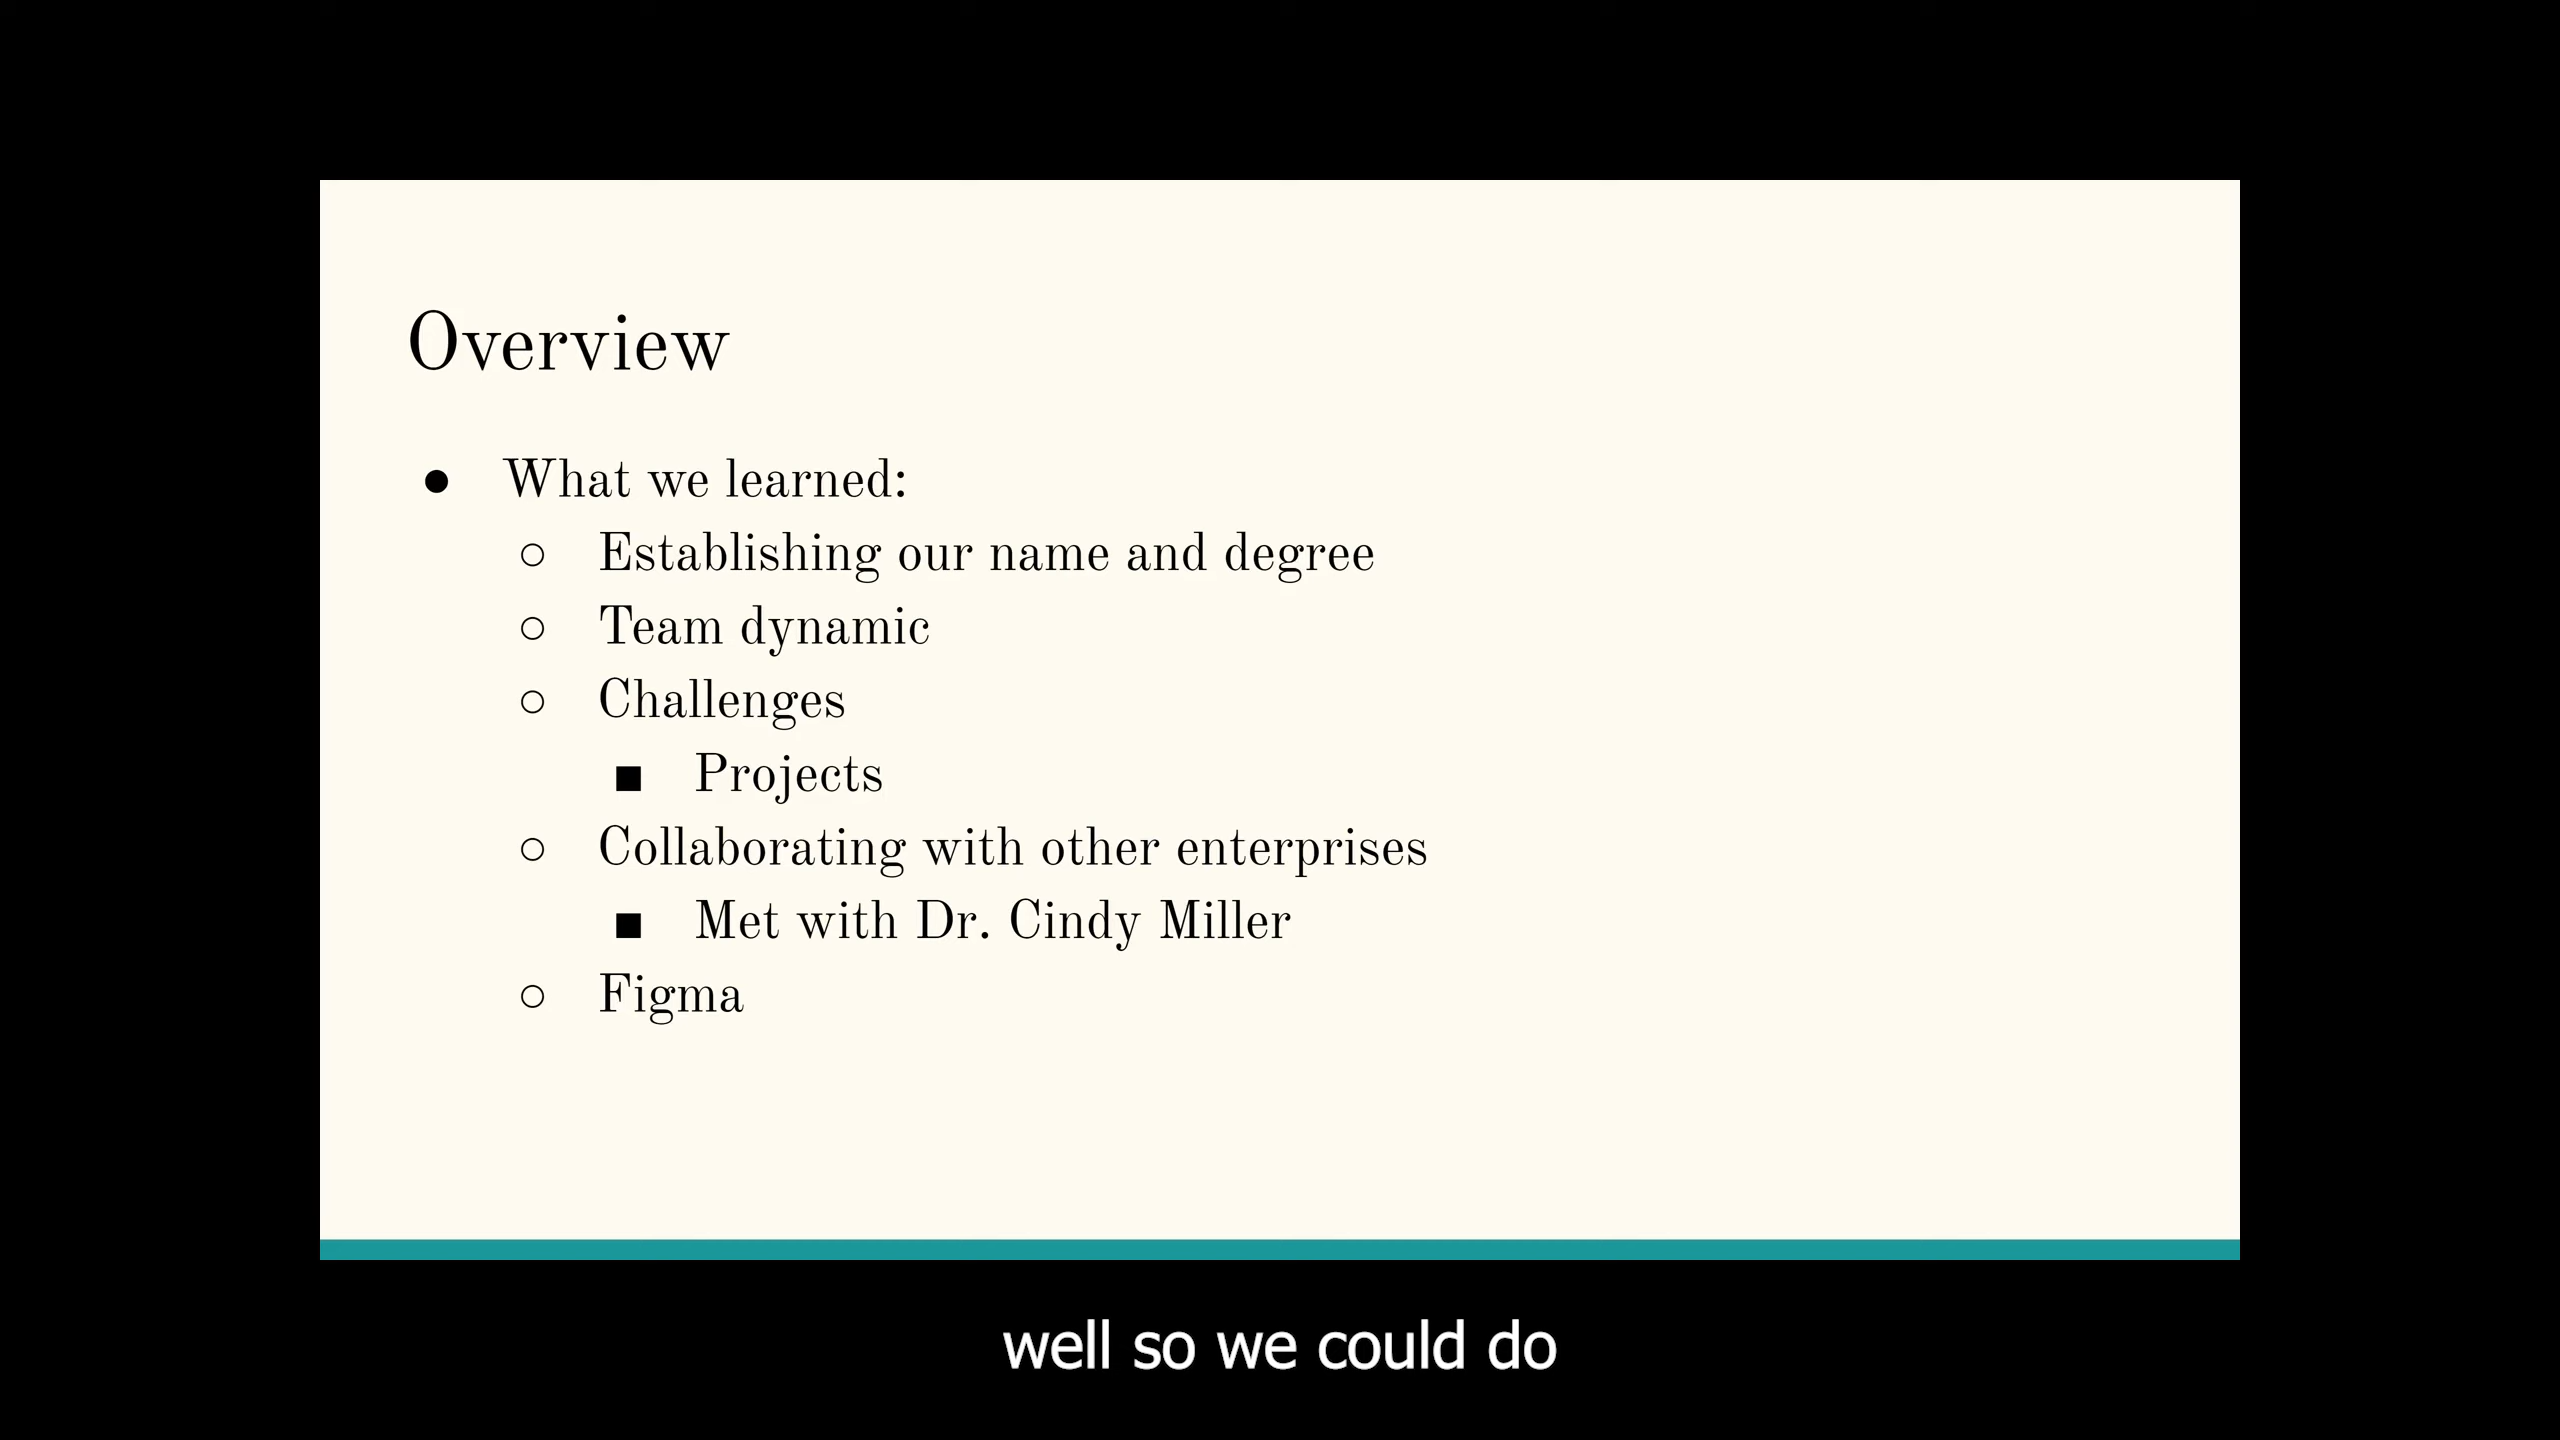 Overview
● What we learned:
○ Establishing our name and degree
○ Team dynamic
○ Challenges
■ Projects
○ Collaborating with other enterprises
■ Met with Dr. Cindy Miller
○ Figma
well so we could do